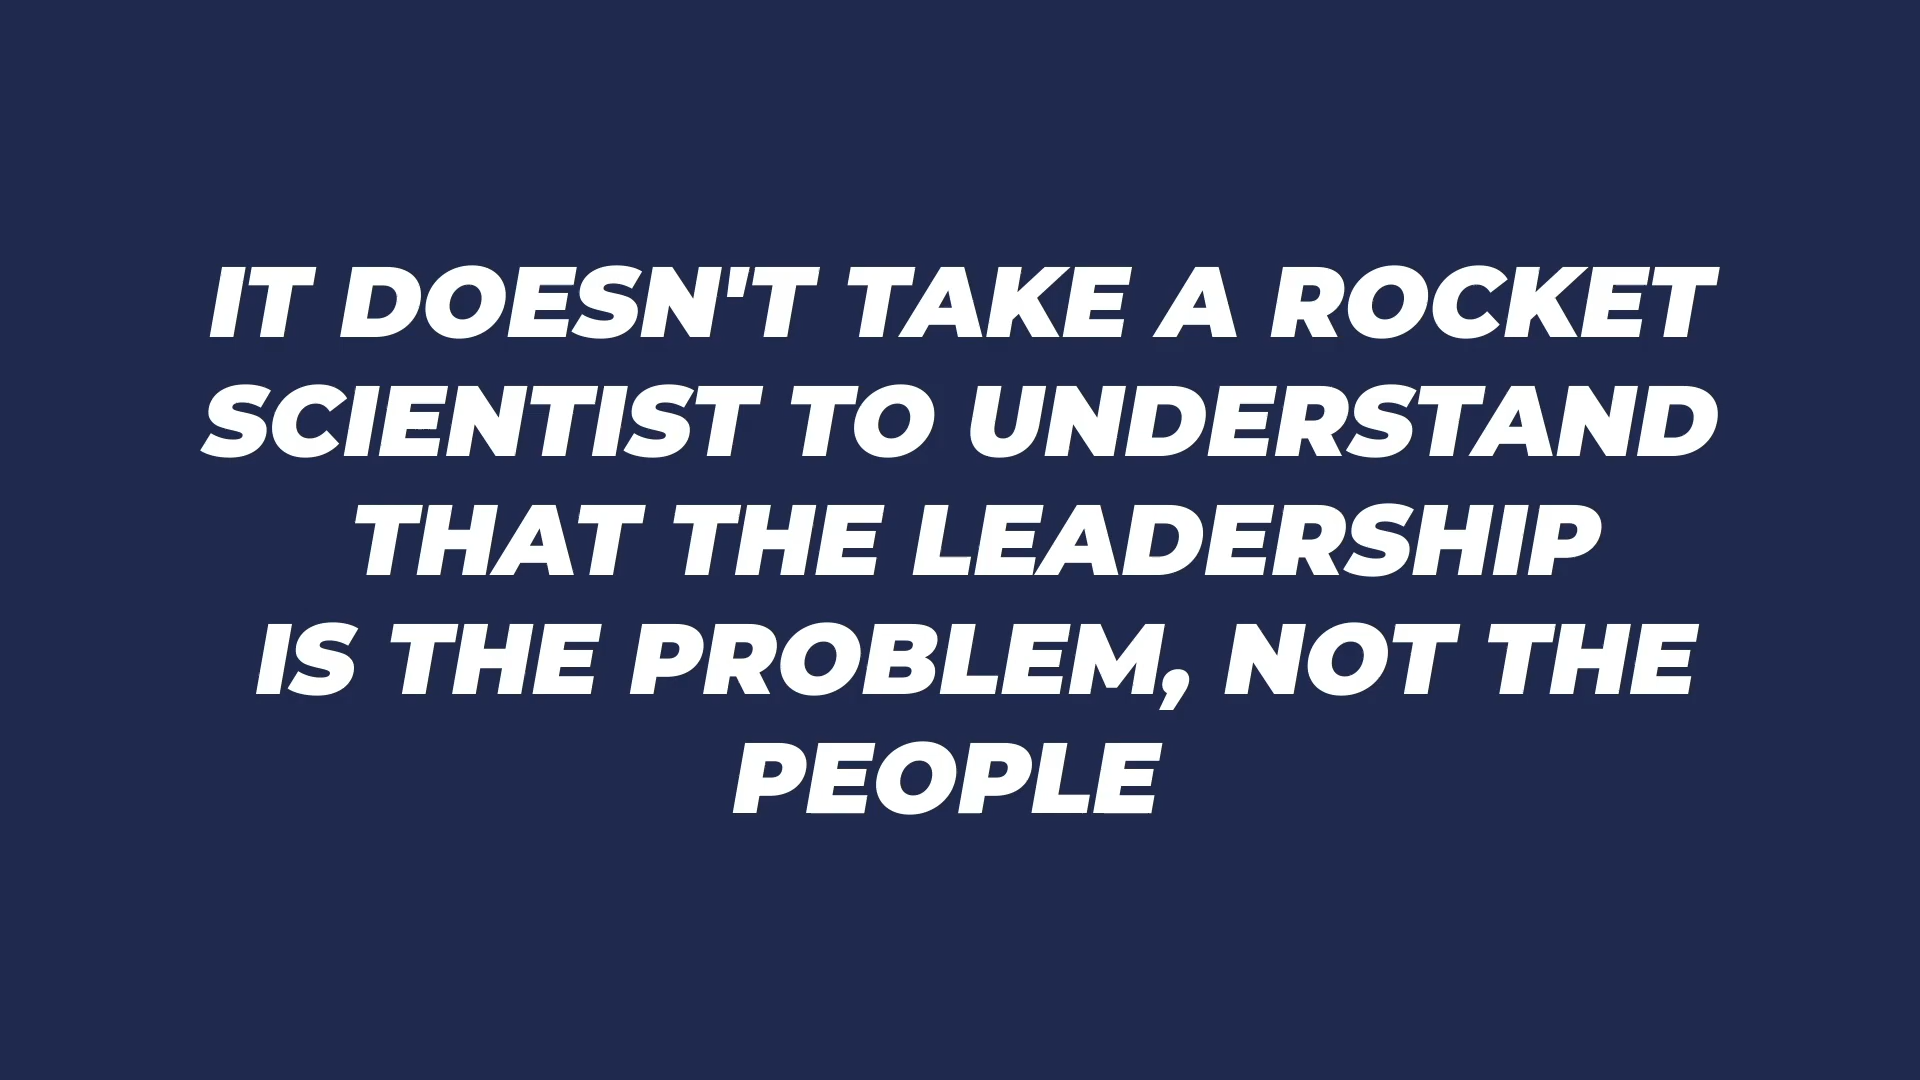 IT DOESN'T TAKE A ROCKET
SCIENTIST TO UNDERSTAND
THAT THE LEADERSHIP
IS THE PROBLEM, NOT THE
PEOPLE